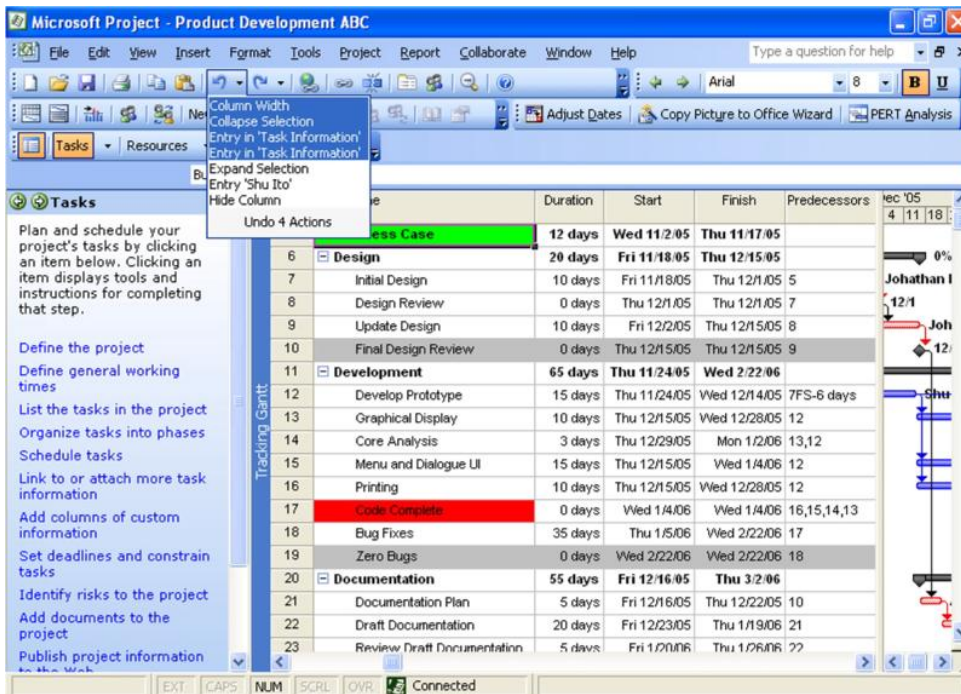 Microsoft Project - Product Development ABC
File Edit View Insert Format Tools Project Report Collaborate Window Help Type a question for help
Arial 8 B U
Adjust Dates Copy Picture to Office Wizard PERT Analysis
Tasks Resources
Column Width
Collapse Selection
Entry in 'Task Information'
Entry in 'Task Information'
Expand Selection
Entry 'Shu Ito'
Hide Column
Undo 4 Actions
Tasks
Plan and schedule your
project's tasks by clicking
an item below. Clicking an
item displays tools and
instructions for completing
that step.
Define the project
Define general working
times
List the tasks in the project
Organize tasks into phases
Schedule tasks
Link to or attach more task
information
Add columns of custom
information
Set deadlines and constrain
tasks
Identify risks to the project
Add documents to the
project
Publish project information
to the Web
Tracking Gantt
Duration Start Finish Predecessors
Case 12 days Wed 11/2/05 Thu 11/17/05
6 Design 20 days Fri 11/18/05 Thu 12/15/05
7 Initial Design 10 days Fri 11/18/05 Thu 12/1/05 5
8 Design Review 0 days Thu 12/1/05 Thu 12/1/05 7
9 Update Design 10 days Fri 12/2/05 Thu 12/15/05 8
10 Final Design Review 0 days Thu 12/15/05 Thu 12/15/05 9
11 Development 65 days Thu 11/24/05 Wed 2/22/06
12 Develop Prototype 15 days Thu 11/24/05 Wed 12/14/05 7FS-6 days
13 Graphical Display 10 days Thu 12/15/05 Wed 12/28/05 12
14 Core Analysis 3 days Thu 12/29/05 Mon 1/2/06 13,12
15 Menu and Dialogue UI 15 days Thu 12/15/05 Wed 1/4/06 12
16 Printing 10 days Thu 12/15/05 Wed 12/28/05 12
17 Code Complete 0 days Wed 1/4/06 Wed 1/4/06 16,15,14,13
18 Bug Fixes 35 days Thu 1/5/06 Wed 2/22/06 17
19 Zero Bugs 0 days Wed 2/22/06 Wed 2/22/06 18
20 Documentation 55 days Fri 12/16/05 Thu 3/2/06
21 Documentation Plan 5 days Fri 12/16/05 Thu 12/22/05 10
22 Draft Documentation 20 days Fri 12/23/05 Thu 1/19/06 21
23 Review Draft Documentation 5 days Fri 1/20/06 Thu 1/26/06 22
'05
4 11 18
0%
Johathan
12/1
Joh
12/
Shu
EXT CAPS NUM SCRL OVR Connected